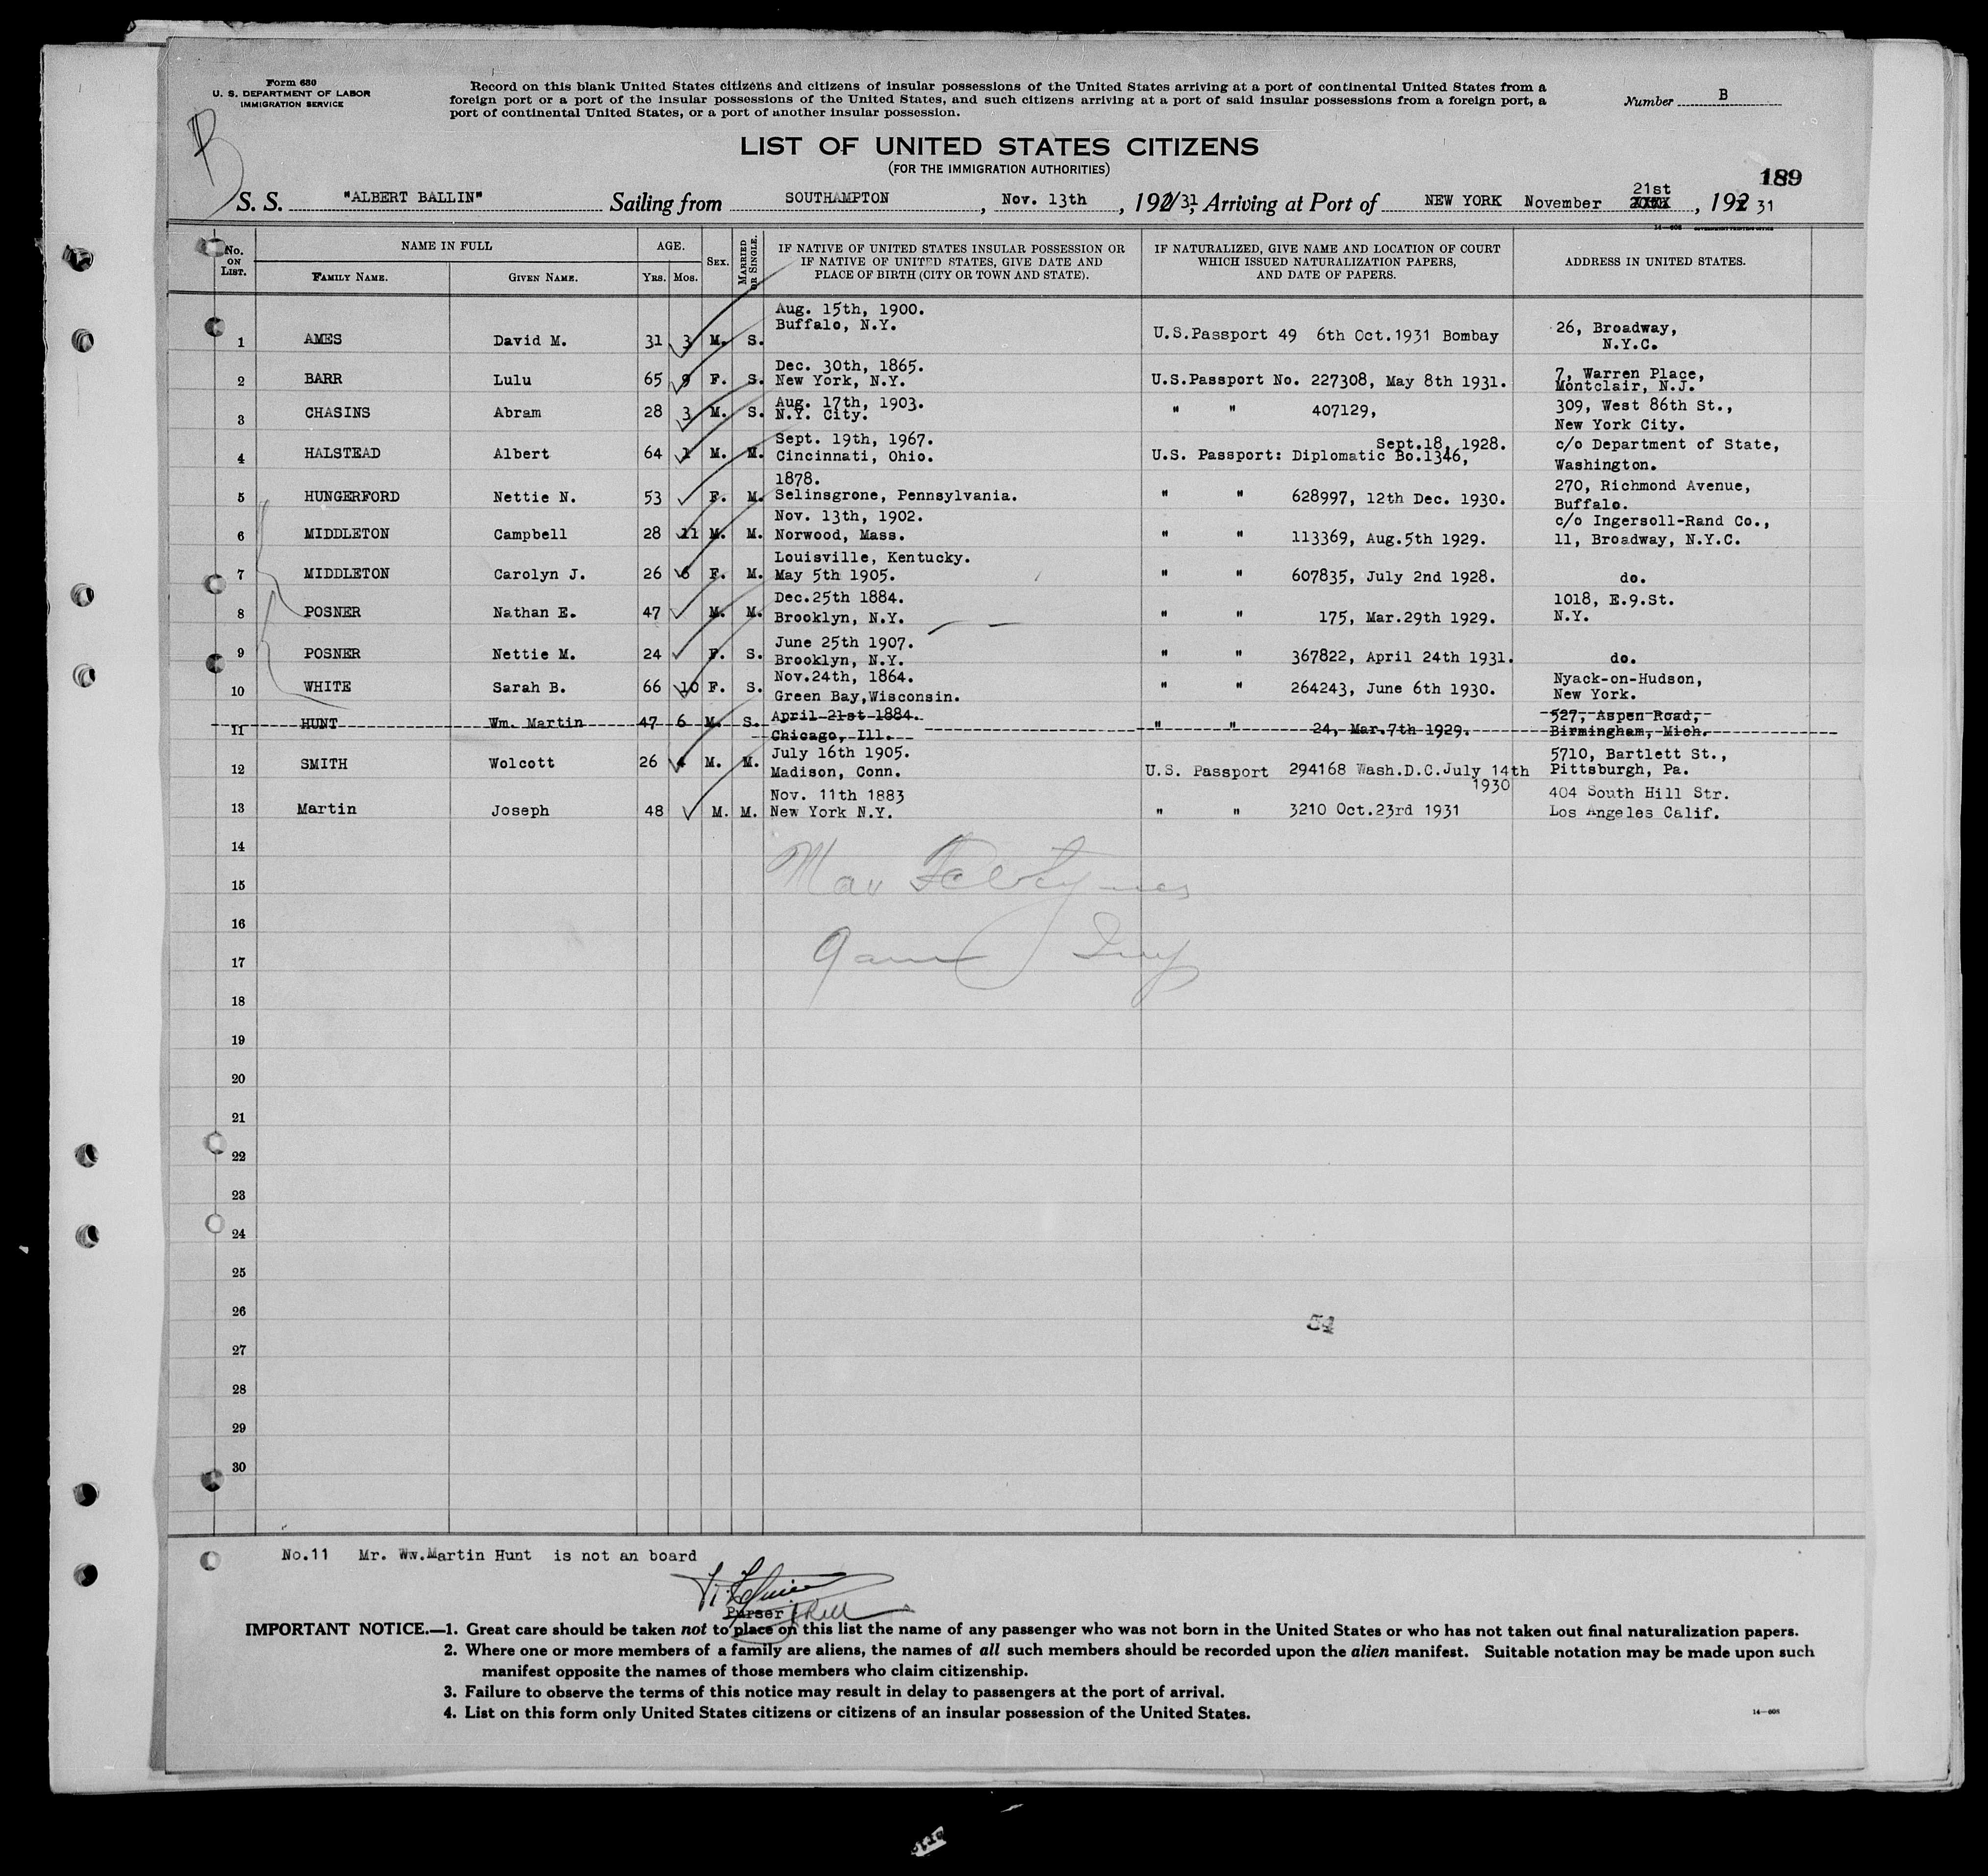 Form 630
U. S. DEPARTMENT OF LABOR
IMMIGRATION SERVICE
Record on this blank United States citizens and citizens of insular possessions of the United States arriving at a port of continental United States from a
foreign port or a port of the insular possessions of the United States, and such citizens arriving at a port of said insular possessions from a foreign port, a
port of continental United States, or a port of another insular possession.
Number B
B
LIST OF UNITED STATES CITIZENS
(FOR THE IMMIGRATION AUTHORITIES)
189
S. S. "ALBERT BALLIN" Sailing from SOUTHAMPTON, Nov. 13th, 192/31, Arriving at Port of NEW YORK November 21st, 192 31
No. ON LIST.
NAME IN FULL
FAMILY NAME. GIVEN NAME.
AGE.
YRS. MOS.
SEX.
MARRIED OR SINGLE.
IF NATIVE OF UNITED STATES INSULAR POSSESSION OR
IF NATIVE OF UNITED STATES, GIVE DATE AND
PLACE OF BIRTH (CITY OR TOWN AND STATE).
IF NATURALIZED, GIVE NAME AND LOCATION OF COURT
WHICH ISSUED NATURALIZATION PAPERS,
AND DATE OF PAPERS.
ADDRESS IN UNITED STATES.
Aug. 15th, 1900.
Buffalo, N.Y.
1 AMES David M. 31 3 M. S. U.S.Passport 49 6th Oct.1931 Bombay 26, Broadway,
N.Y.C.
Dec. 30th, 1865. 7, Warren Place,
2 BARR Lulu 65 9 F. S. New York, N.Y. U.S.Passport No. 227308, May 8th 1931. Montclair, N.J.
Aug. 17th, 1903. 309, West 86th St.,
3 CHASINS Abram 28 3 M. S. N.Y. City. " " 407129, New York City.
Sept. 19th, 1967. Sept.18, 1928. c/o Department of State,
4 HALSTEAD Albert 64 1 M. M. Cincinnati, Ohio. U.S. Passport: Diplomatic Bo.1346, Washington.
1878. 270, Richmond Avenue,
5 HUNGERFORD Nettie N. 53 F. M. Selinsgrone, Pennsylvania. " " 628997, 12th Dec. 1930. Buffalo.
Nov. 13th, 1902. c/o Ingersoll-Rand Co.,
6 MIDDLETON Campbell 28 11 M. M. Norwood, Mass. " " 113369, Aug.5th 1929. 11, Broadway, N.Y.C.
Louisville, Kentucky.
7 MIDDLETON Carolyn J. 26 6 F. M. May 5th 1905. " " 607835, July 2nd 1928. do.
Dec.25th 1884. 1018, E.9.St.
8 POSNER Nathan E. 47 M. M. Brooklyn, N.Y. " " 175, Mar.29th 1929. N.Y.
June 25th 1907.
9 POSNER Nettie M. 24 F. S. Brooklyn, N.Y. " " 367822, April 24th 1931. do.
Nov.24th, 1864. Nyack-on-Hudson,
10 WHITE Sarah B. 66 10 F. S. Green Bay,Wisconsin. " " 264243, June 6th 1930. New York.
April 21st 1884. 527, Aspen Road,
11 HUNT Wm. Martin 47 6 M. S. Chicago, Ill. " " 24, Mar.7th 1929. Birmingham, Mich.
July 16th 1905. 5710, Bartlett St.,
12 SMITH Wolcott 26 4 M. M. Madison, Conn. U.S. Passport 294168 Wash.D.C.July 14th Pittsburgh, Pa.
1930
Nov. 11th 1883 404 South Hill Str.
13 Martin Joseph 48 M. M. New York N.Y. " " 3210 Oct.23rd 1931 Los Angeles Calif.
14
15
16
17
18
19
20
21
22
23
24
25
26
54
27
28
29
30
No.11 Mr. Ww.Martin Hunt is not an board
Purser
IMPORTANT NOTICE.—1. Great care should be taken not to place on this list the name of any passenger who was not born in the United States or who has not taken out final naturalization papers.
2. Where one or more members of a family are aliens, the names of all such members should be recorded upon the alien manifest. Suitable notation may be made upon such
manifest opposite the names of those members who claim citizenship.
3. Failure to observe the terms of this notice may result in delay to passengers at the port of arrival.
4. List on this form only United States citizens or citizens of an insular possession of the United States.
14—608